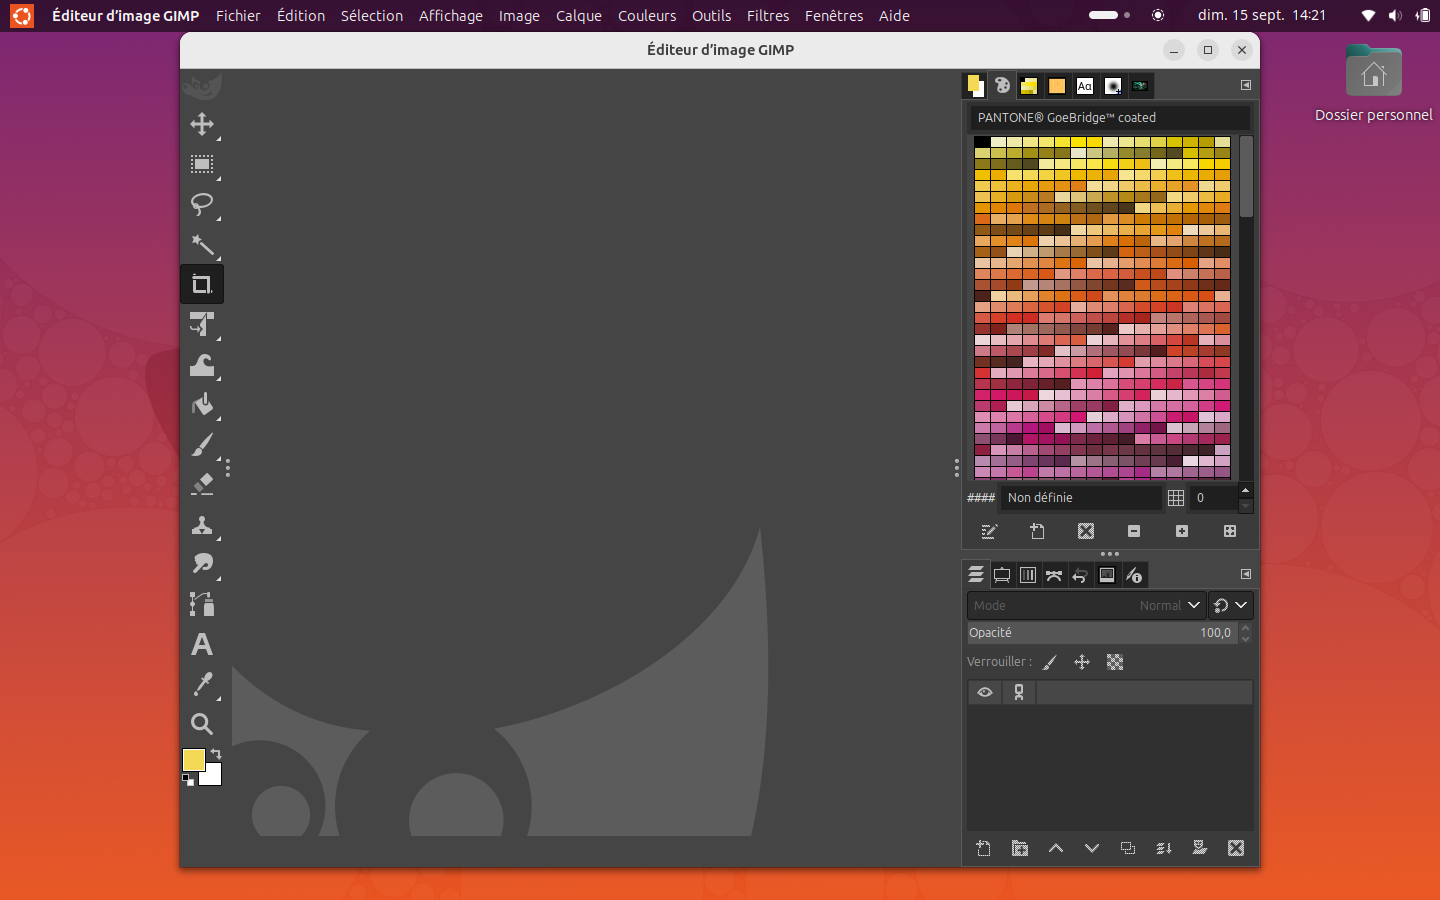 Éditeur d’image GIMP Fichier Édition Sélection Affichage Image Calque Couleurs Outils Filtres Fenêtres Aide dim. 15 sept. 14:21
Éditeur d’image GIMP
Dossier personnel
Aa
PANTONE® GoeBridge™ coated
#### Non définie 0
Mode Normal
Opacité 100,0
Verrouiller :